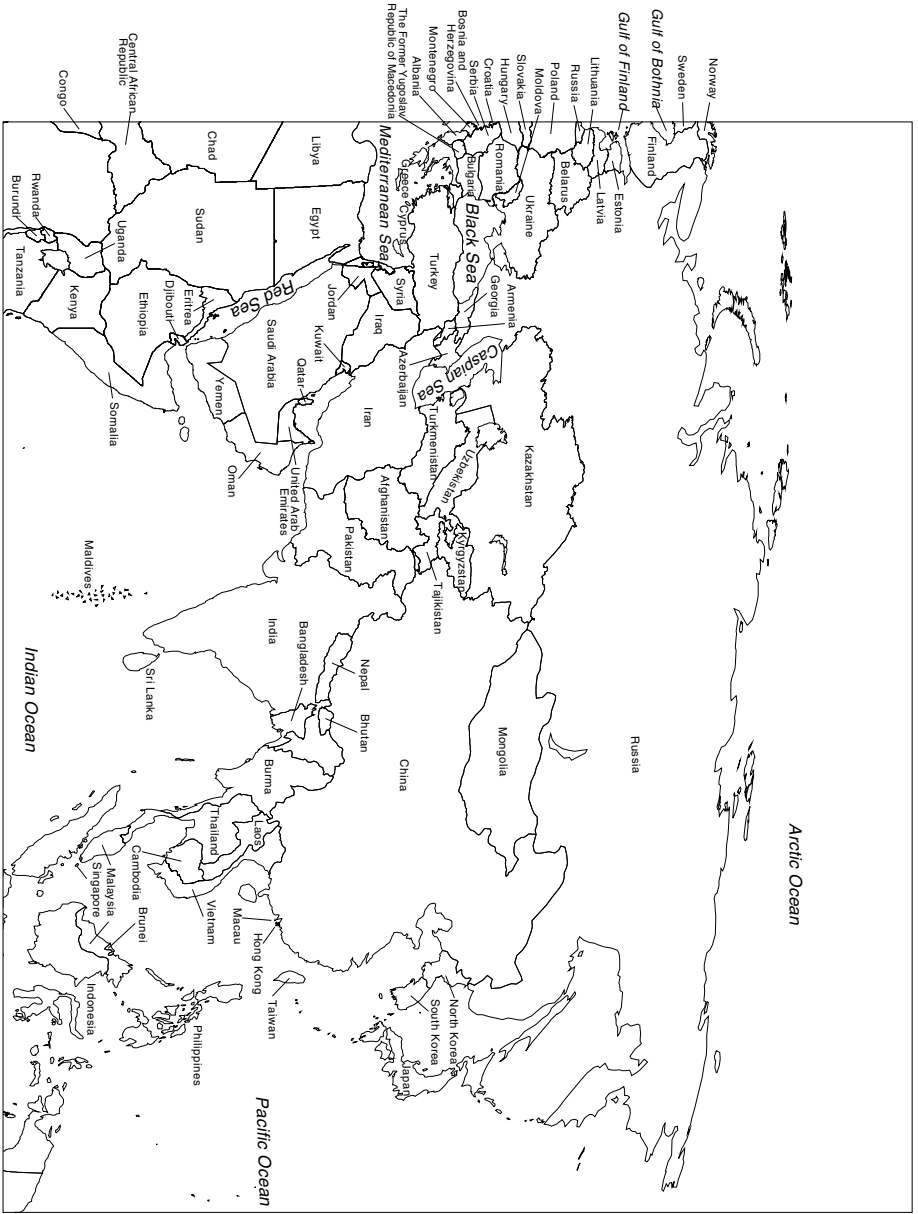 Arctic Ocean
Norway
Sweden
Gulf of Bothnia
Finland
Gulf of Finland
Estonia
Latvia
Lithuania
Russia
Belarus
Poland
Moldova
Ukraine
Slovakia
Hungary
Romania
Croatia
Serbia
Bosnia and
Herzegovina
Montenegro
Albania
The Former Yugoslav
Republic of Macedonia
Bulgaria
Black Sea
Greece
Cyprus
Mediterranean Sea
Russia
Kazakhstan
Mongolia
Georgia
Armenia
Azerbaijan
Caspian Sea
Turkey
Turkmenistan
Uzbekistan
Kyrgyzstan
Tajikistan
China
North Korea
South Korea
Japan
Syria
Iraq
Iran
Afghanistan
Pakistan
Jordan
Kuwait
Libya
Egypt
Red Sea
Saudi Arabia
Qatar
United Arab
Emirates
Oman
Yemen
Nepal
Bhutan
Bangladesh
India
Burma
Laos
Thailand
Vietnam
Cambodia
Macau
Hong Kong
Taiwan
Pacific Ocean
Chad
Sudan
Eritrea
Djibouti
Ethiopia
Somalia
Central African
Republic
Congo
Uganda
Kenya
Rwanda
Burundi
Tanzania
Maldives
Sri Lanka
Indian Ocean
Malaysia
Singapore
Brunei
Philippines
Indonesia